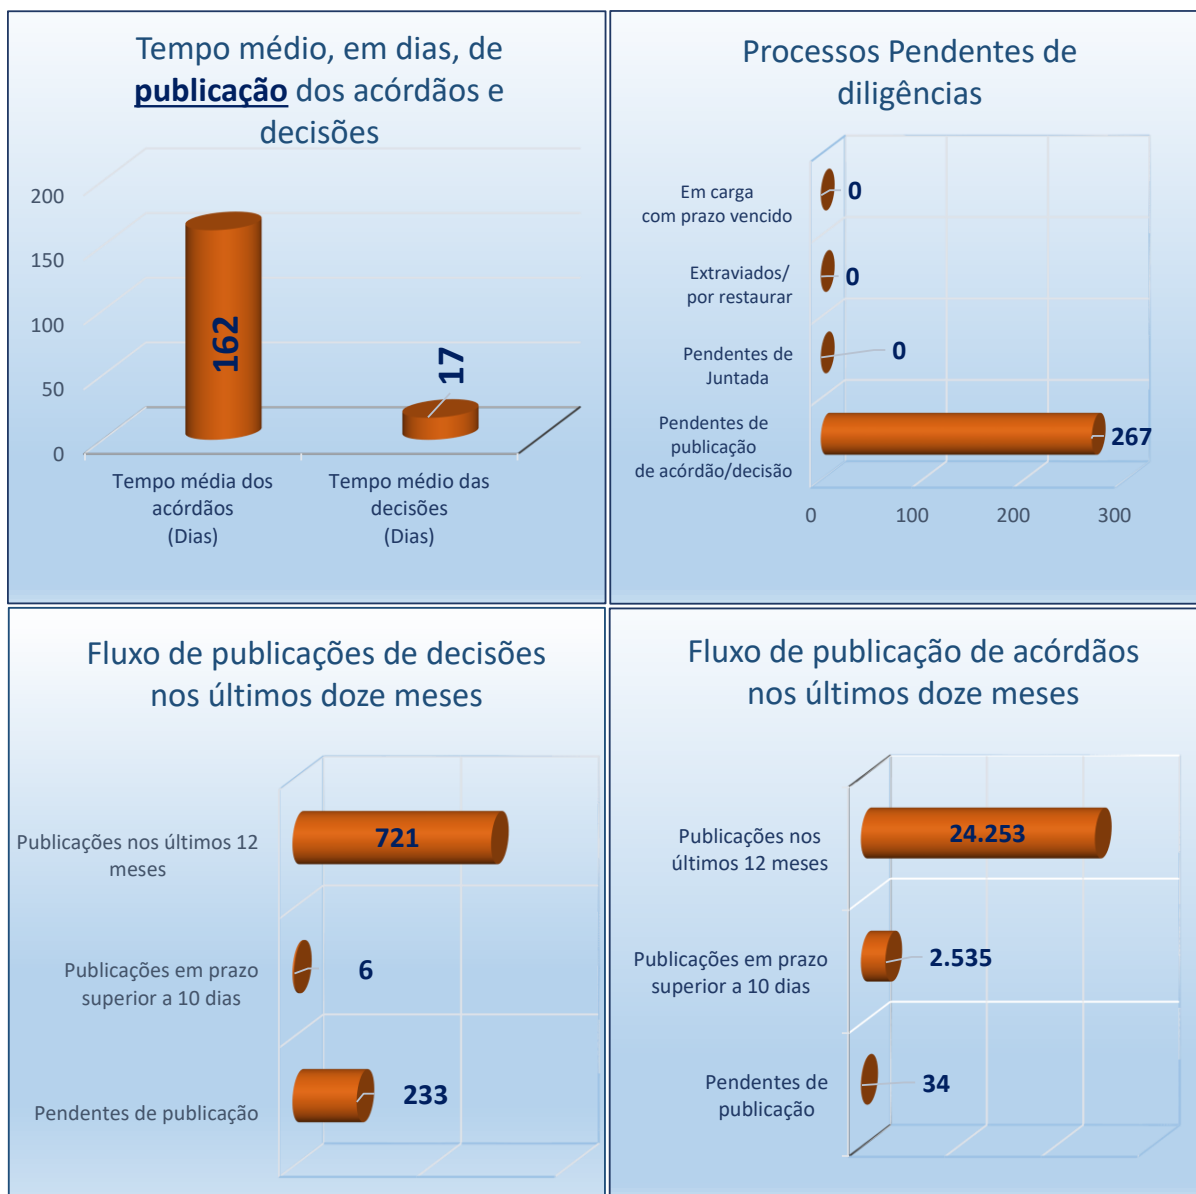 Tempo médio, em dias, de
publicação dos acórdãos e
decisões
200
150
100
50
0
162
17
Tempo média dos
acórdãos
(Dias)
Tempo médio das
decisões
(Dias)
Processos Pendentes de
diligências
Em carga
com prazo vencido
0
Extraviados/
por restaurar
0
Pendentes de
Juntada
0
Pendentes de
publicação
de acórdão/decisão
267
0
100
200
300
Fluxo de publicações de decisões
nos últimos doze meses
Publicações nos últimos 12
meses
721
Publicações em prazo
superior a 10 dias
6
Pendentes de publicação
233
Fluxo de publicação de acórdãos
nos últimos doze meses
Publicações nos
últimos 12 meses
24.253
Publicações em prazo
superior a 10 dias
2.535
Pendentes de
publicação
34